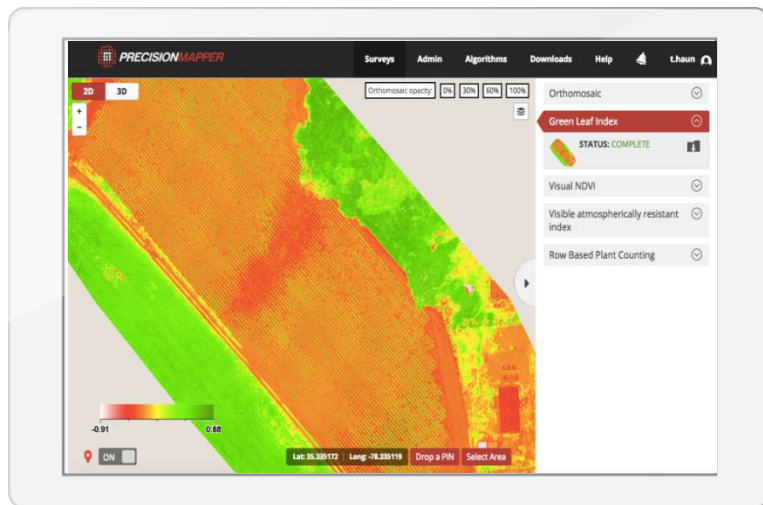 PRECISIONMAPPER
Surveys Admin Algorithms Downloads Help t.haun
2D 3D
+
-
Orthomosaic opacity: 0% 30% 60% 100%
Orthomosaic
Green Leaf Index
STATUS: COMPLETE
Visual NDVI
Visible atmospherically resistant
index
Row Based Plant Counting
-0.91 0.88
ON
Lat: 35.335172 Long: -78.335119 Drop a PIN Select Area